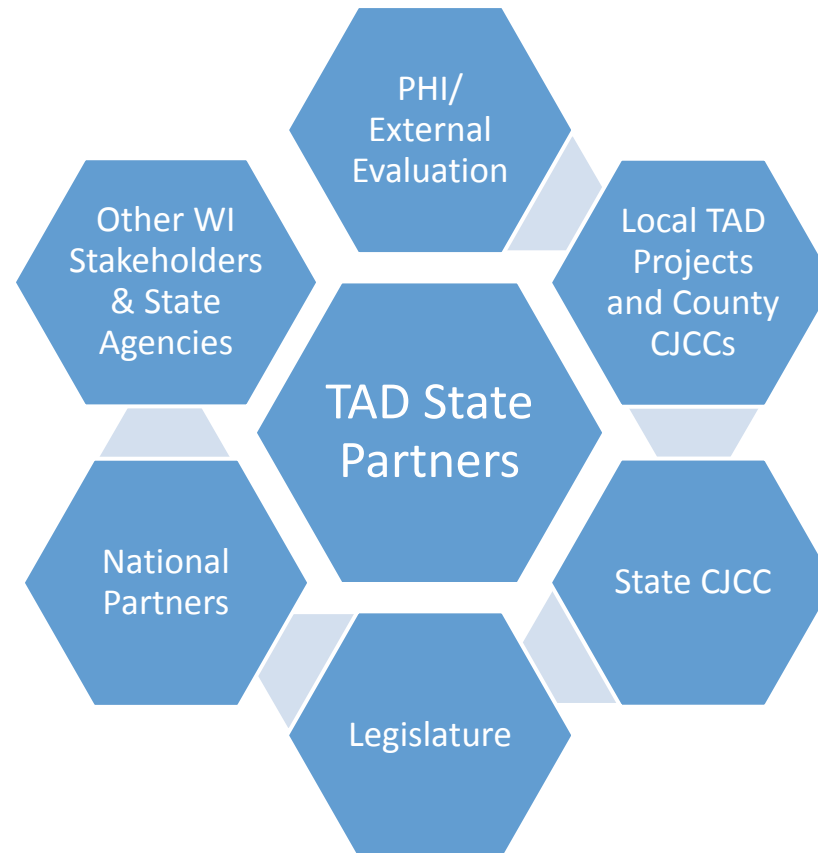 PHI/
External
Evaluation
Other WI
Stakeholders
& State
Agencies
Local TAD
Projects
and County
CJCCs
TAD State
Partners
National
Partners
State CJCC
Legislature